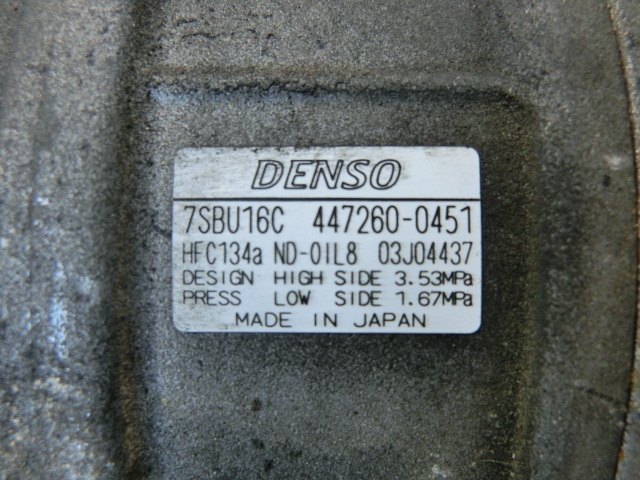 DENSO
7SBU16C 447260-0451
HFC134a ND-OIL8 03J04437
DESIGN HIGH SIDE 3.53MPa
PRESS LOW SIDE 1.67MPa
MADE IN JAPAN